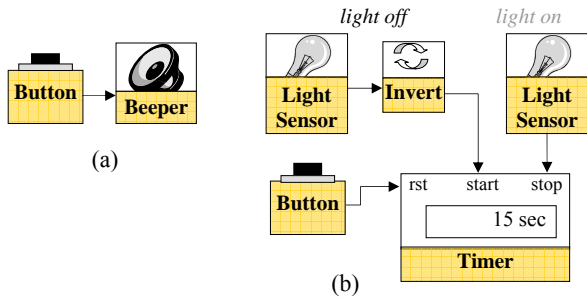 light off
light on
Button
Beeper
(a)
Light
Sensor
Invert
Light
Sensor
Button
rst start stop
15 sec
Timer
(b)